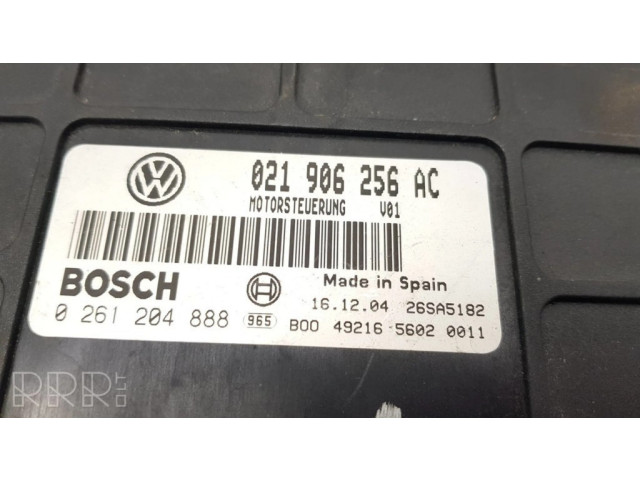 021 906 256 AC
MOTORSTEUERUNG V01
BOSCH
Made in Spain
16.12.04 26SA5182
0 261 204 888 965 B00 49216 5602 0011
RRR.LT